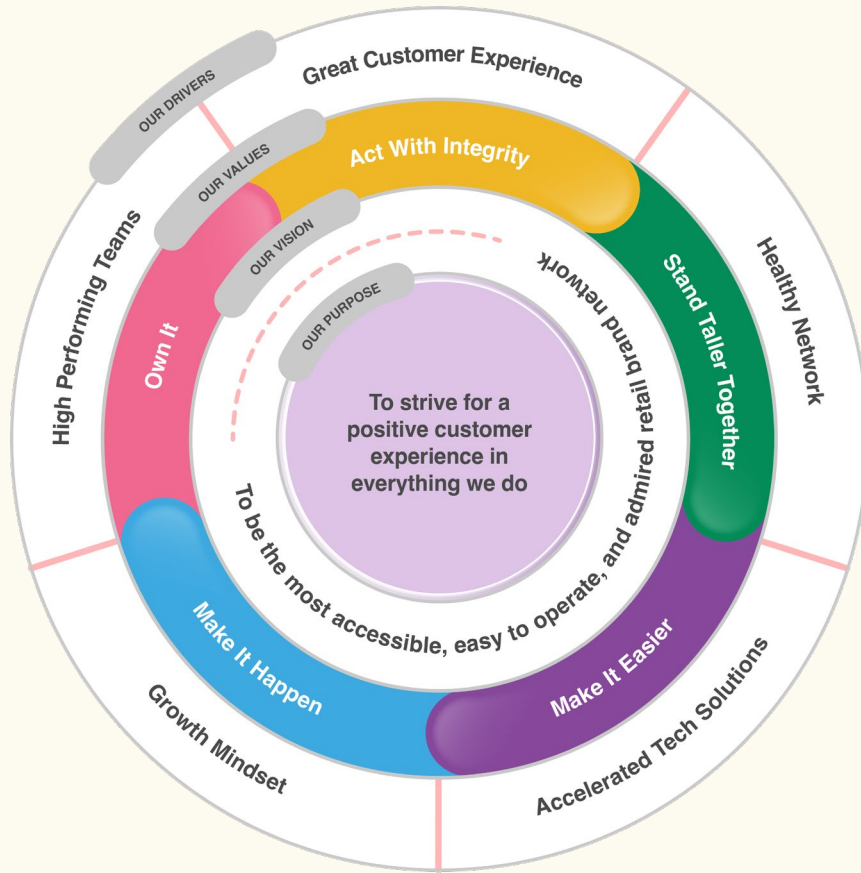 OUR DRIVERS
Great Customer Experience
Healthy Network
Accelerated Tech Solutions
Growth Mindset
High Performing Teams
OUR VALUES
Act With Integrity
Stand Taller Together
Make It Easier
Make It Happen
Own It
OUR VISION
To be the most accessible, easy to operate, and admired retail brand network
OUR PURPOSE
To strive for a
positive customer
experience in
everything we do